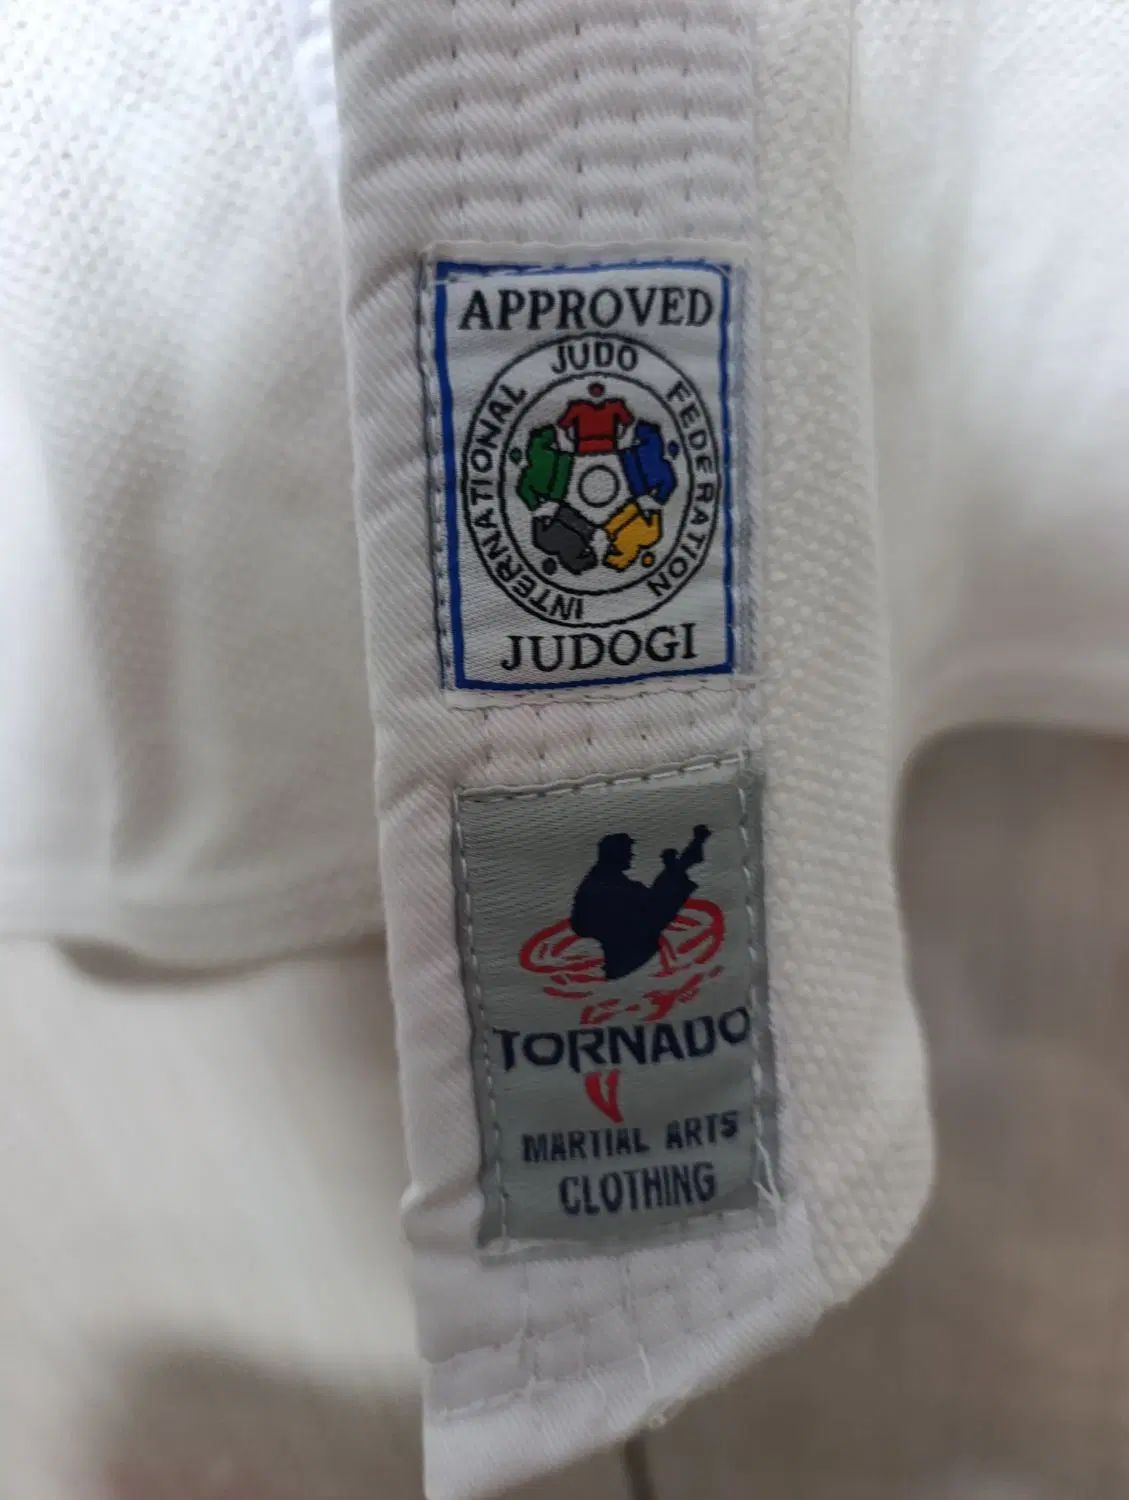 APPROVED
INTERNATIONAL JUDO FEDERATION
JUDOGI
TORNADO
MARTIAL ARTS
CLOTHING